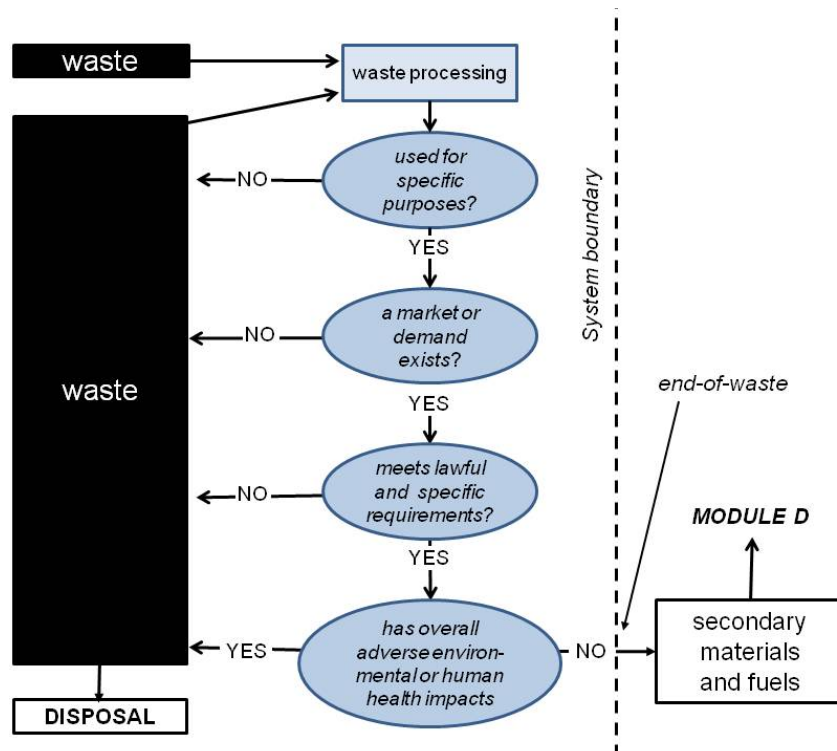 waste
waste processing
used for
specific
purposes?
NO
YES
System boundary
a market or
demand
exists?
NO
waste
end-of-waste
YES
meets lawful
and specific
requirements?
NO
MODULE D
YES
has overall
adverse environ-
mental or human
health impacts
YES
NO
secondary
materials
and fuels
DISPOSAL